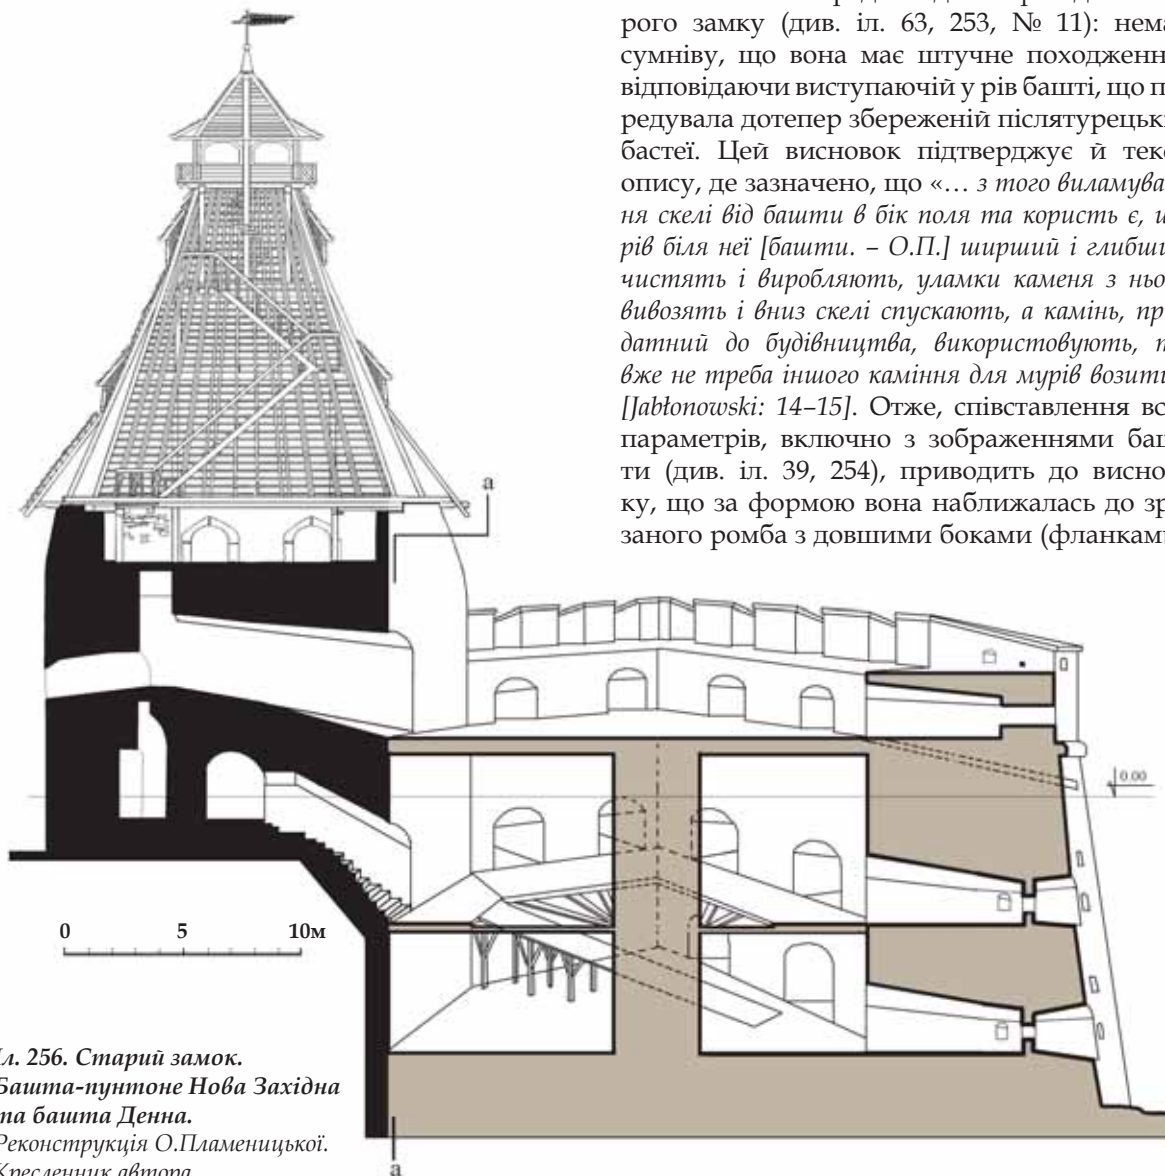 рого замку (див. іл. 63, 253, № 11): нема
сумніву, що вона має штучне походженн
відповідаючи виступаючій у рів башті, що п
редувала дотепер збереженій післятурецькі
бастеї. Цей висновок підтверджує й текс
опису, де зазначено, що «… з того виламува
ня скелі від башти в бік поля та користь є, щ
рів біля неї [башти. – О.П.] ширший і глибши
чистять і виробляють, уламки каменя з ньо
вивозять і вниз скелі спускають, а камінь, пр
датний до будівництва, використовують, т
вже не треба іншого каміння для мурів возити
[Jabłonowski: 14–15]. Отже, співставлення вс
параметрів, включно з зображеннями баш
ти (див. іл. 39, 254), приводить до висно
ку, що за формою вона наближалась до зр
заного ромба з довшими боками (фланкам
a
0.00
0 5 10м
Іл. 256. Старий замок.
Башта-пунтоне Нова Західна
та башта Денна.
Реконструкція О.Пламеницької.
Кресленник автора
a